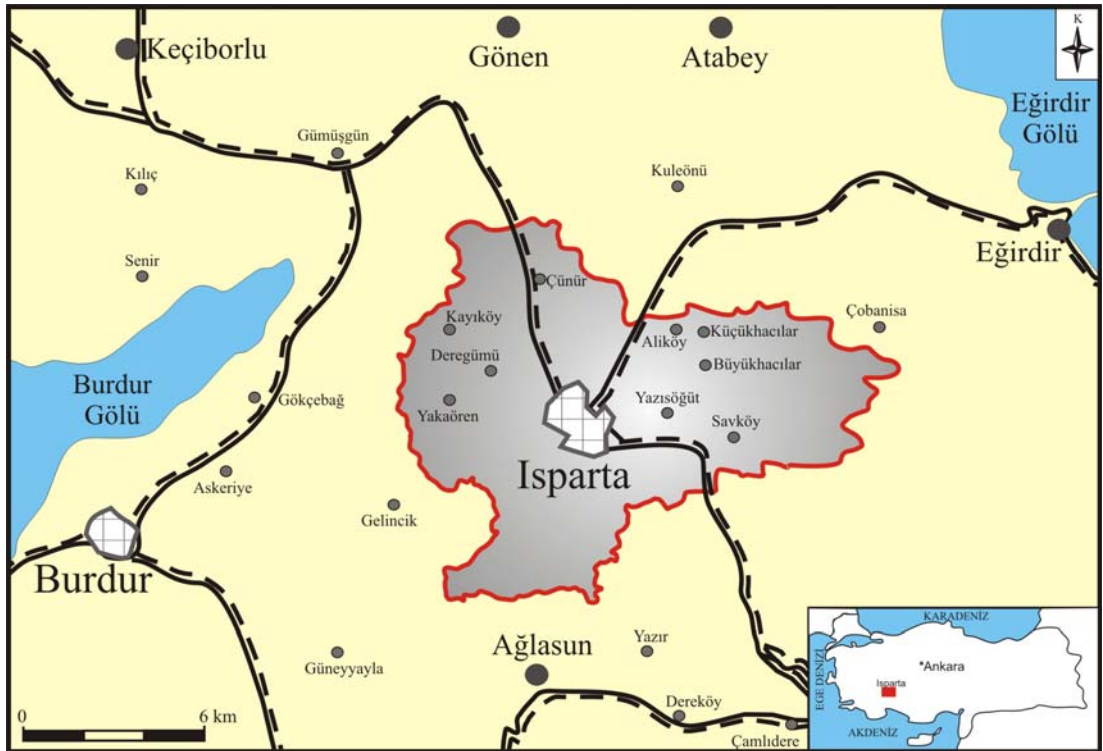 Keçiborlu
Gönen
Atabey
K
Eğirdir
Gölü
Gümüşgün
Kılıç
Kuleönü
Senir
Eğirdir
Çünür
Kayıköy
Aliköy
Küçükhacılar
Çobanisa
Deregümü
Büyükhacılar
Burdur
Gölü
Gökçebağ
Yakaören
Yazısöğüt
Savköy
Isparta
Askeriye
Gelincik
Burdur
Ağlasun
Yazır
Güneyyayla
Dereköy
Çamlıdere
0
6 km
KARADENİZ
EGE DENİZİ
*Ankara
Isparta
AKDENİZ